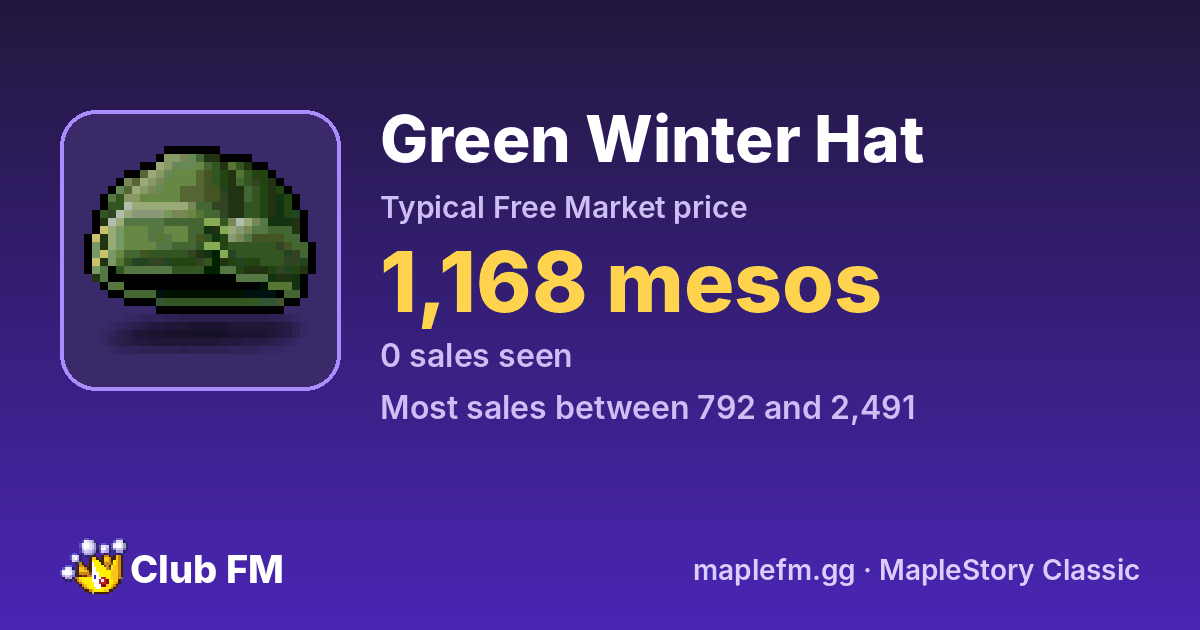 Green Winter Hat
Typical Free Market price
1,168 mesos
0 sales seen
Most sales between 792 and 2,491
Club FM
maplefm.gg · MapleStory Classic